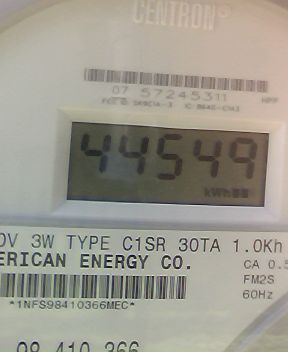 CENTRON®
07 57245311
44549
kWh
0V 3W TYPE C1SR 30TA 1.0Kh
ERICAN ENERGY CO.
CA 0.5
FM2S
60Hz
*1NFS98410366MEC*
98 410 366